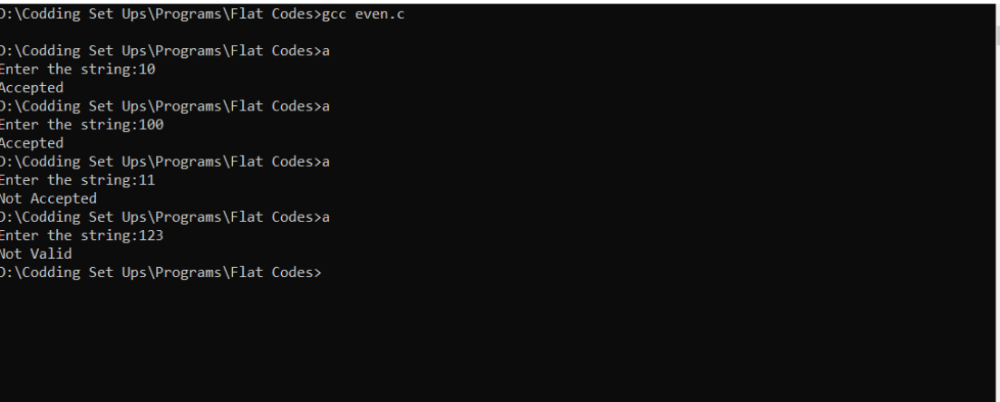 D:\Codding Set Ups\Programs\Flat Codes>gcc even.c
D:\Codding Set Ups\Programs\Flat Codes>a
Enter the string:10
Accepted
D:\Codding Set Ups\Programs\Flat Codes>a
Enter the string:100
Accepted
D:\Codding Set Ups\Programs\Flat Codes>a
Enter the string:11
Not Accepted
D:\Codding Set Ups\Programs\Flat Codes>a
Enter the string:123
Not Valid
D:\Codding Set Ups\Programs\Flat Codes>